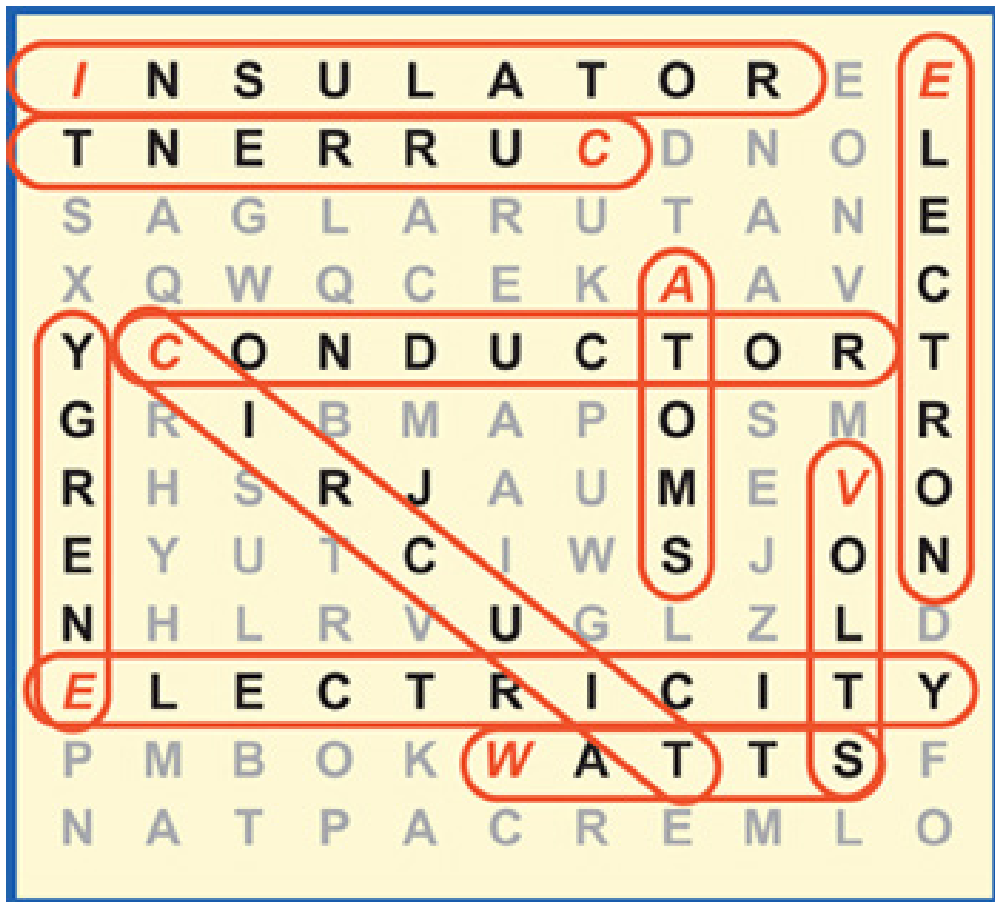 I N S U L A T O R E E
T N E R R U C D N O L
S A G L A R U T A N E
X Q W Q C E K A A V C
Y C O N D U C T O R T
G R I B M A P O S M R
R H S R J A U M E V O
E Y U T C I W S J O N
N H L R V U G L Z L D
E L E C T R I C I T Y
P M B O K W A T T S F
N A T P A C R E M L O